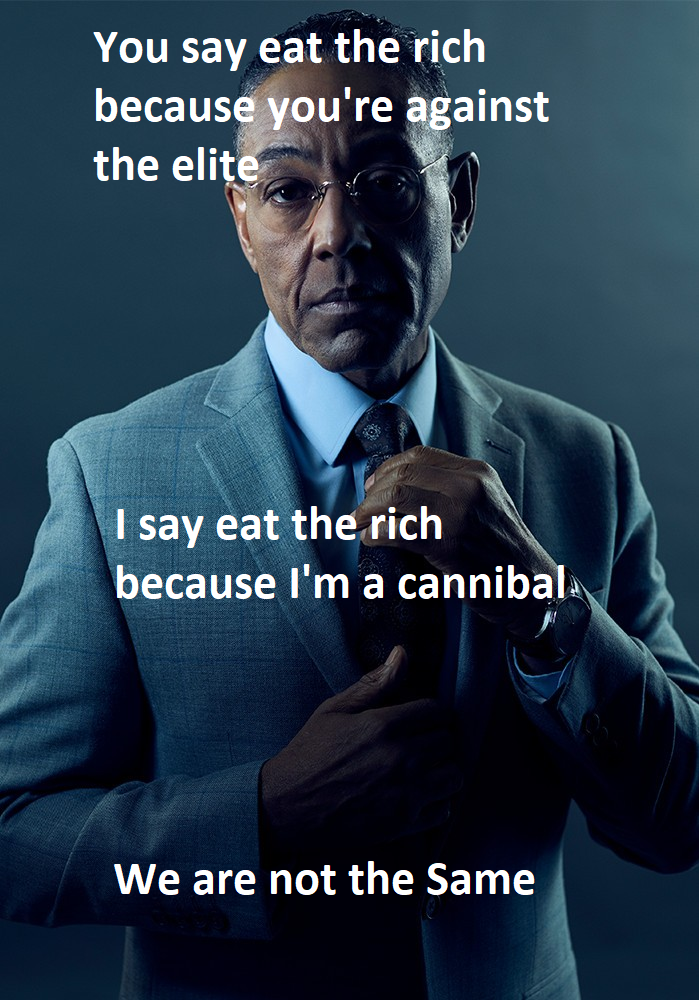 You say eat the rich
because you're against
the elite
I say eat the rich
because I'm a cannibal
We are not the Same